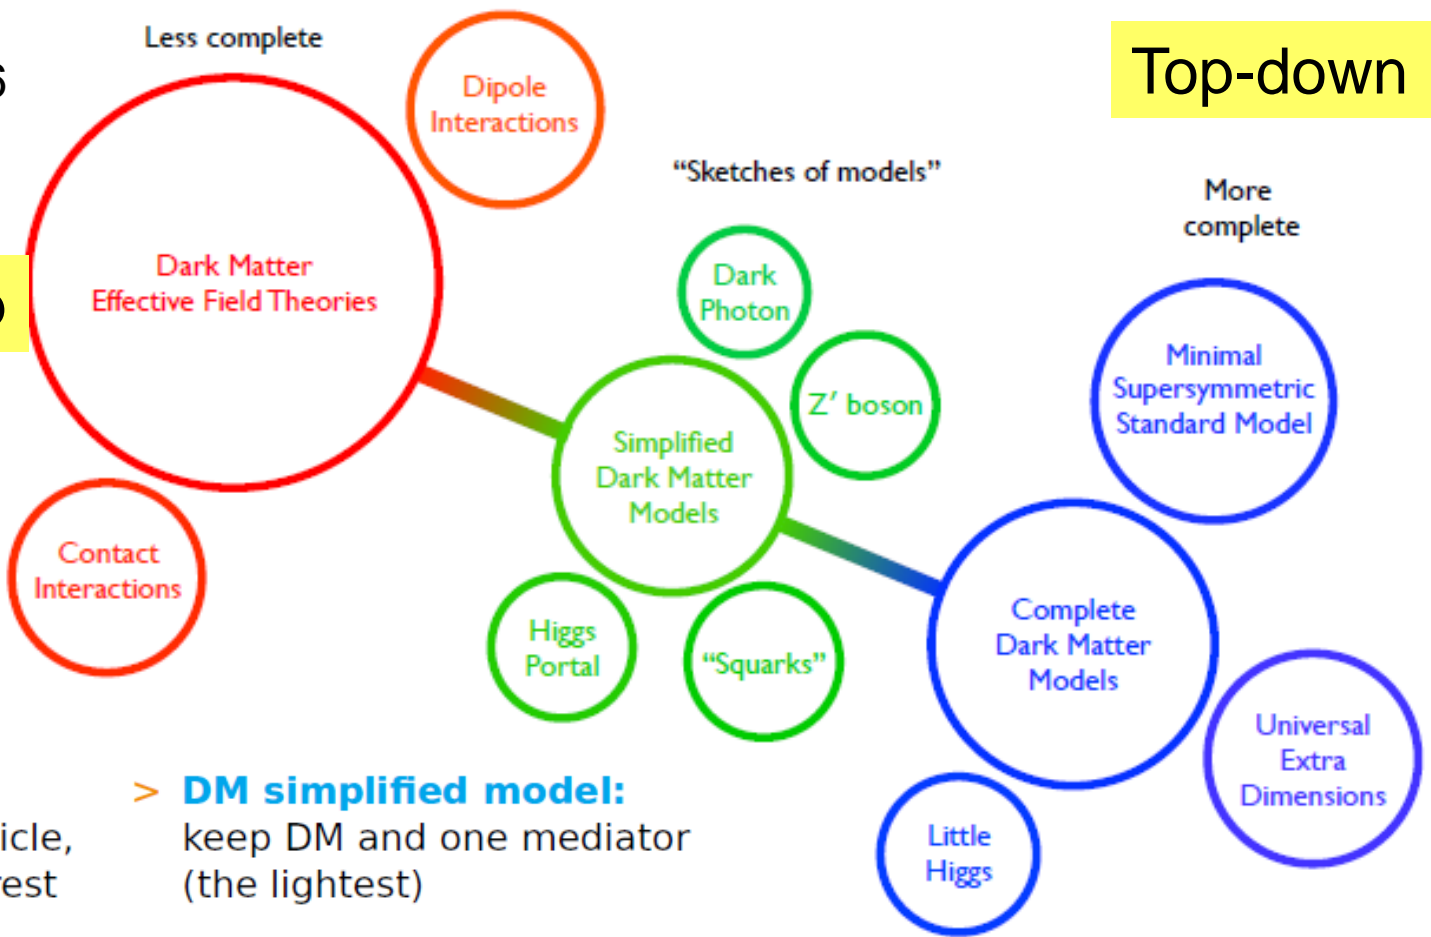 Less complete
Dipole
Interactions
Top-down
“Sketches of models”
More
complete
Dark Matter
Effective Field Theories
Dark
Photon
Z′ boson
Minimal
Supersymmetric
Standard Model
Simplified
Dark Matter
Models
Contact
Interactions
Higgs
Portal
“Squarks”
Complete
Dark Matter
Models
Universal
Extra
Dimensions
Little
Higgs
> DM simplified model:
keep DM and one mediator
(the lightest)
icle,
est